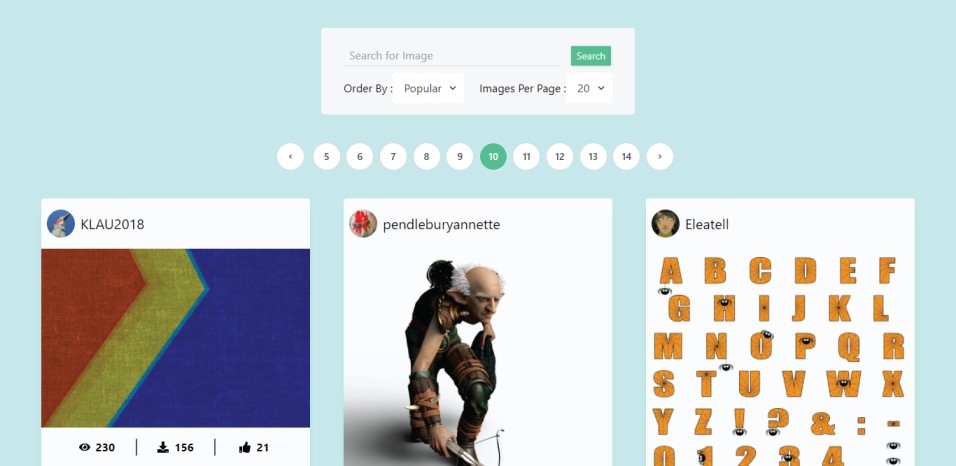 Search for Image Search
Order By : Popular Images Per Page : 20
‹ 5 6 7 8 9 10 11 12 13 14 ›
KLAU2018 pendleburyannette Eleatell
A B C D E F
G H I J K L
M N O P Q R
S T U V W X
Y Z ! ? & : -
0 1 2 3 4
230 156 21